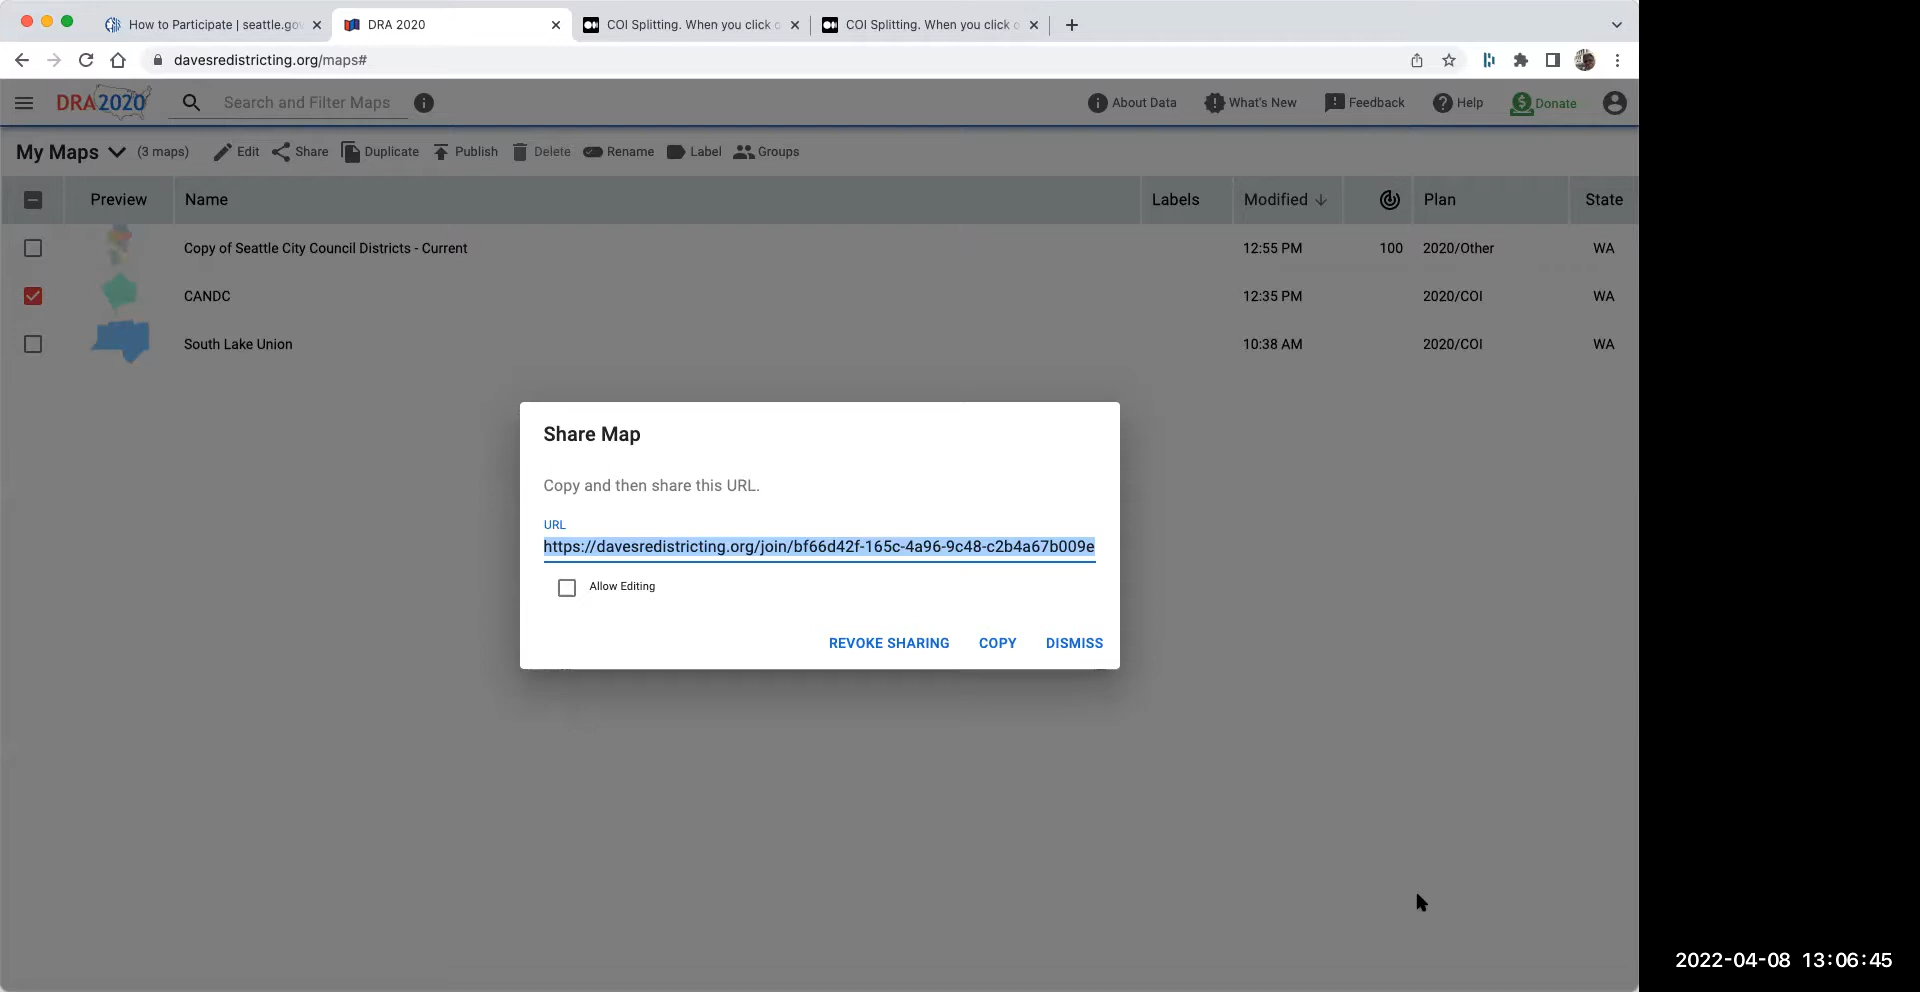 How to Participate | seattle.gov
DRA 2020
COI Splitting. When you click o
COI Splitting. When you click o
davesredistricting.org/maps#
DRA2020
Search and Filter Maps
About Data
What's New
Feedback
Help
Donate
My Maps
(3 maps)
Edit
Share
Duplicate
Publish
Delete
Rename
Label
Groups
Preview
Name
Labels
Modified
Plan
State
Copy of Seattle City Council Districts - Current
12:55 PM
100
2020/Other
WA
CANDC
12:35 PM
2020/COI
WA
South Lake Union
10:38 AM
2020/COI
WA
Share Map
Copy and then share this URL.
URL
https://davesredistricting.org/join/bf66d42f-165c-4a96-9c48-c2b4a67b009e
Allow Editing
REVOKE SHARING
COPY
DISMISS
2022-04-08 13:06:45